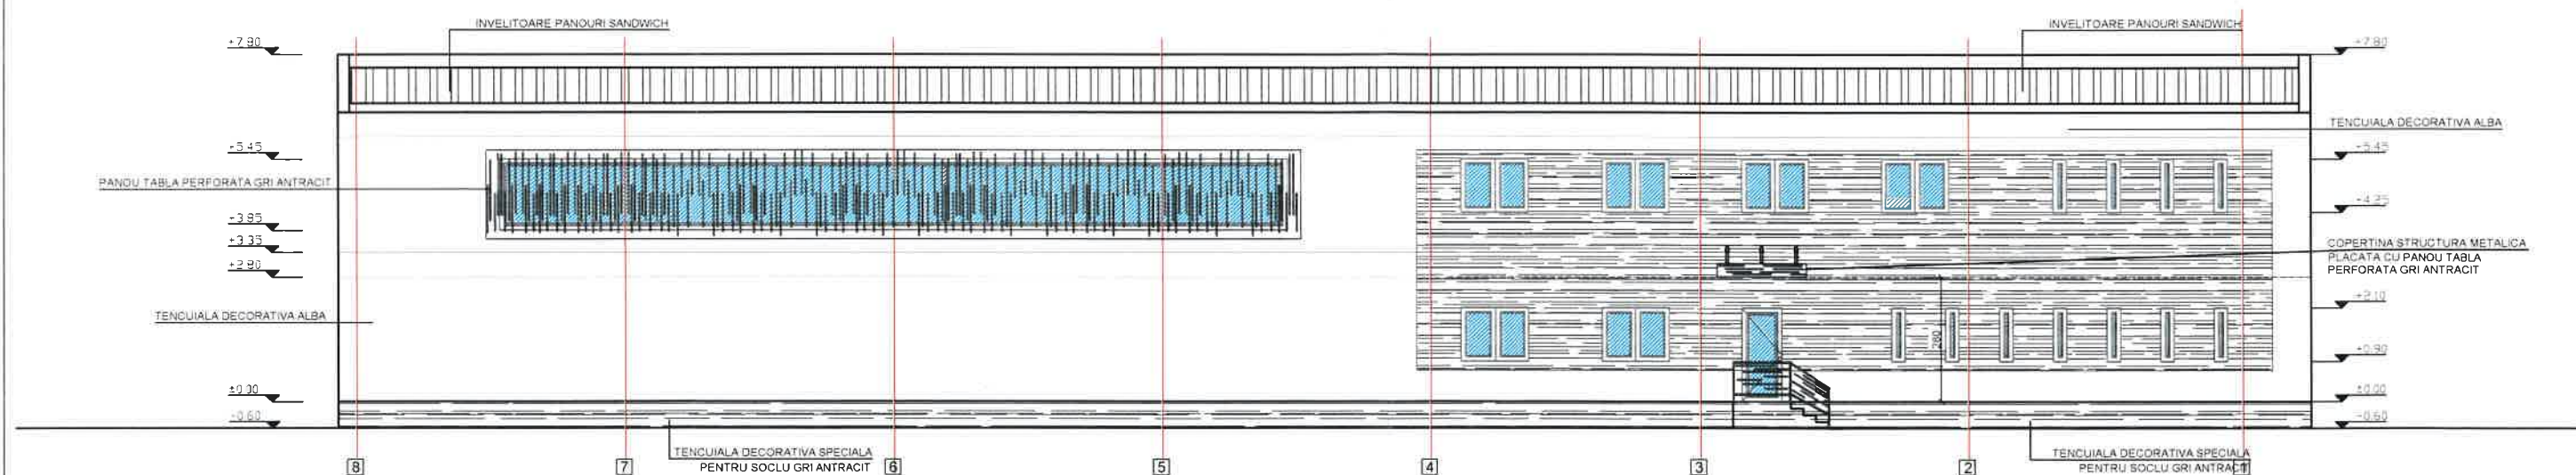 INVELITOARE PANOURI SANDWICH
INVELITOARE PANOURI SANDWICH
+7.80
+7.80
TENCUIALA DECORATIVA ALBA
+5.45
+5.45
PANOU TABLA PERFORATA GRI ANTRACIT
+4.25
+3.85
+3.35
COPERTINA STRUCTURA METALICA
PLACATA CU PANOU TABLA
PERFORATA GRI ANTRACIT
+2.80
+2.10
TENCUIALA DECORATIVA ALBA
280
+0.90
±0.00
±0.00
-0.60
-0.60
TENCUIALA DECORATIVA SPECIALA
PENTRU SOCLU GRI ANTRACIT
TENCUIALA DECORATIVA SPECIALA
PENTRU SOCLU GRI ANTRACIT
8 7 6 5 4 3 2 1